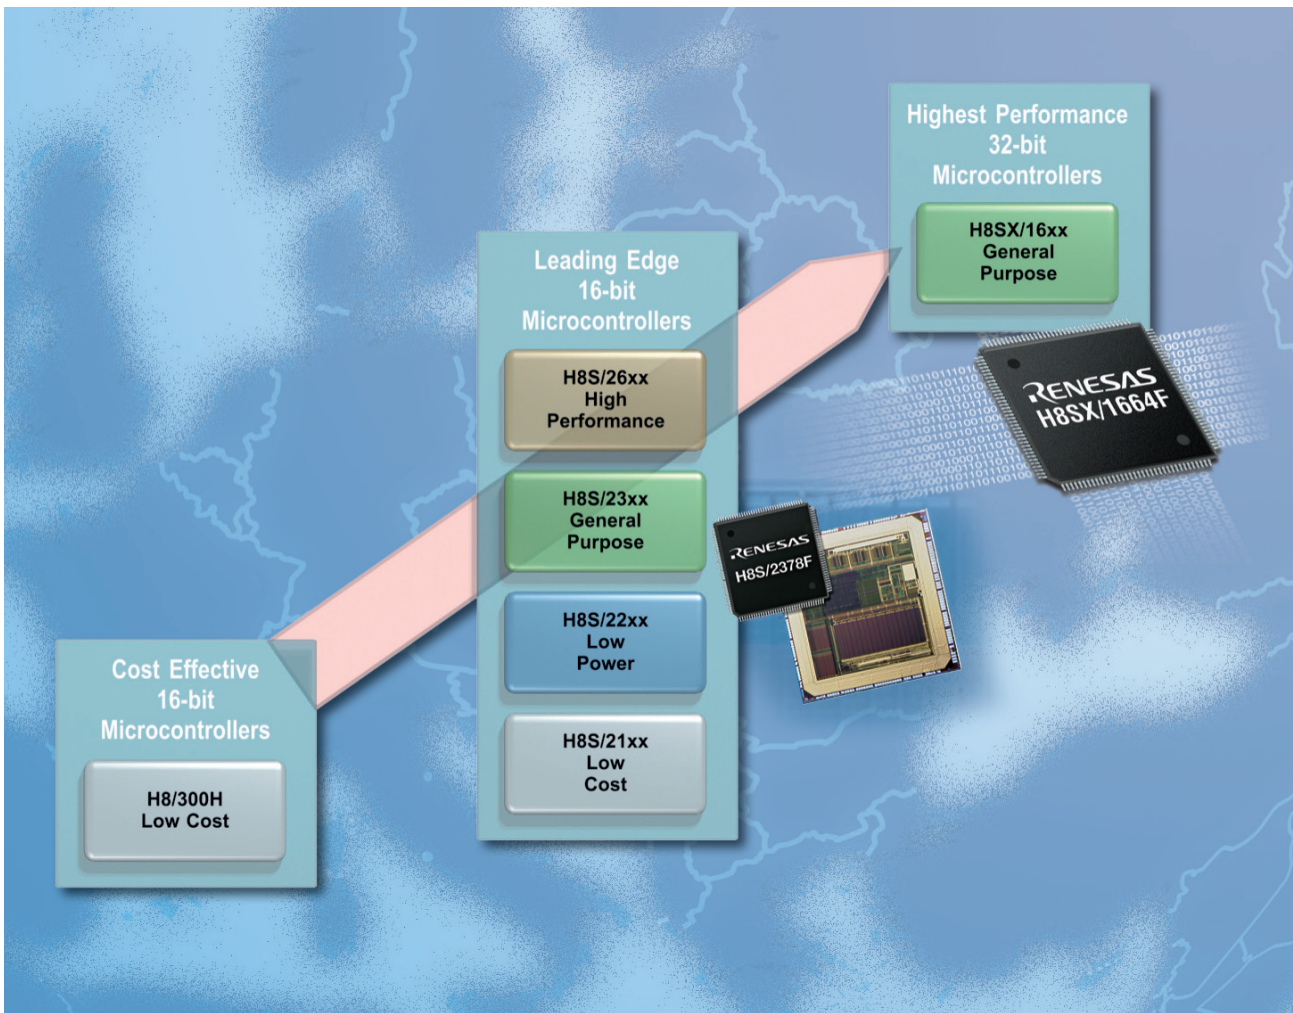 Highest Performance
32-bit
Microcontrollers
H8SX/16xx
General
Purpose
Leading Edge
16-bit
Microcontrollers
H8S/26xx
High
Performance
H8S/23xx
General
Purpose
H8S/22xx
Low
Power
H8S/21xx
Low
Cost
Cost Effective
16-bit
Microcontrollers
H8/300H
Low Cost
RENESAS
H8SX/1664F
RENESAS
H8S/2378F